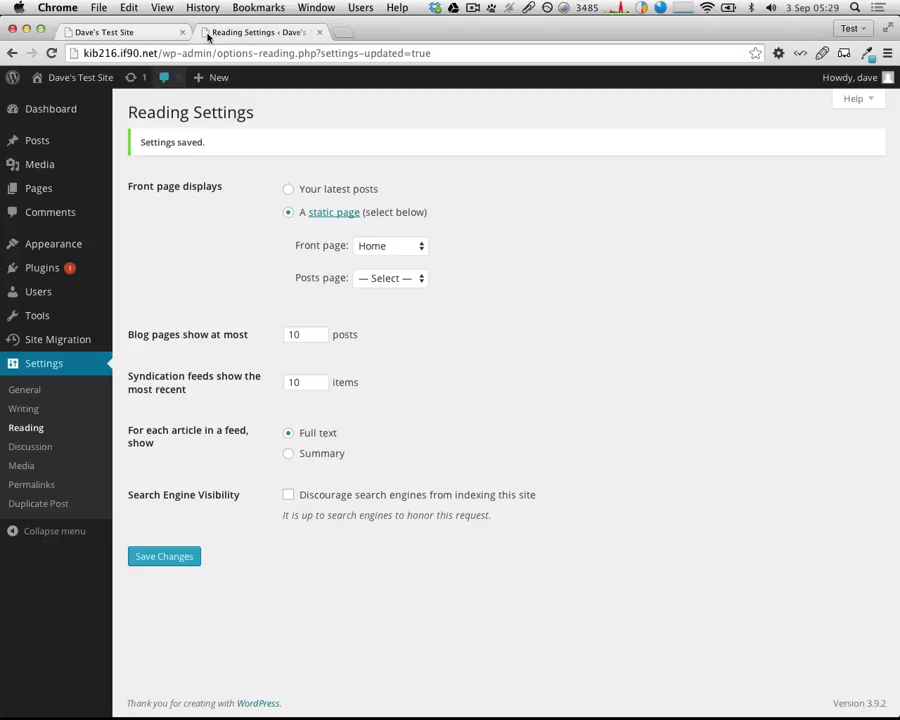 Chrome File Edit View History Bookmarks Window Users Help 3485 3 Sep 05:29
Dave's Test Site Reading Settings ‹ Dave's Test
kib216.if90.net/wp-admin/options-reading.php?settings-updated=true
Dave's Test Site 1 New Howdy, dave
Help
Dashboard
Posts
Media
Pages
Comments
Appearance
Plugins 1
Users
Tools
Site Migration
Settings
General
Writing
Reading
Discussion
Media
Permalinks
Duplicate Post
Collapse menu
Reading Settings
Settings saved.
Front page displays
Your latest posts
A static page (select below)
Front page: Home
Posts page: — Select —
Blog pages show at most 10 posts
Syndication feeds show the
most recent
10 items
For each article in a feed,
show
Full text
Summary
Search Engine Visibility
Discourage search engines from indexing this site
It is up to search engines to honor this request.
Save Changes
Thank you for creating with WordPress. Version 3.9.2